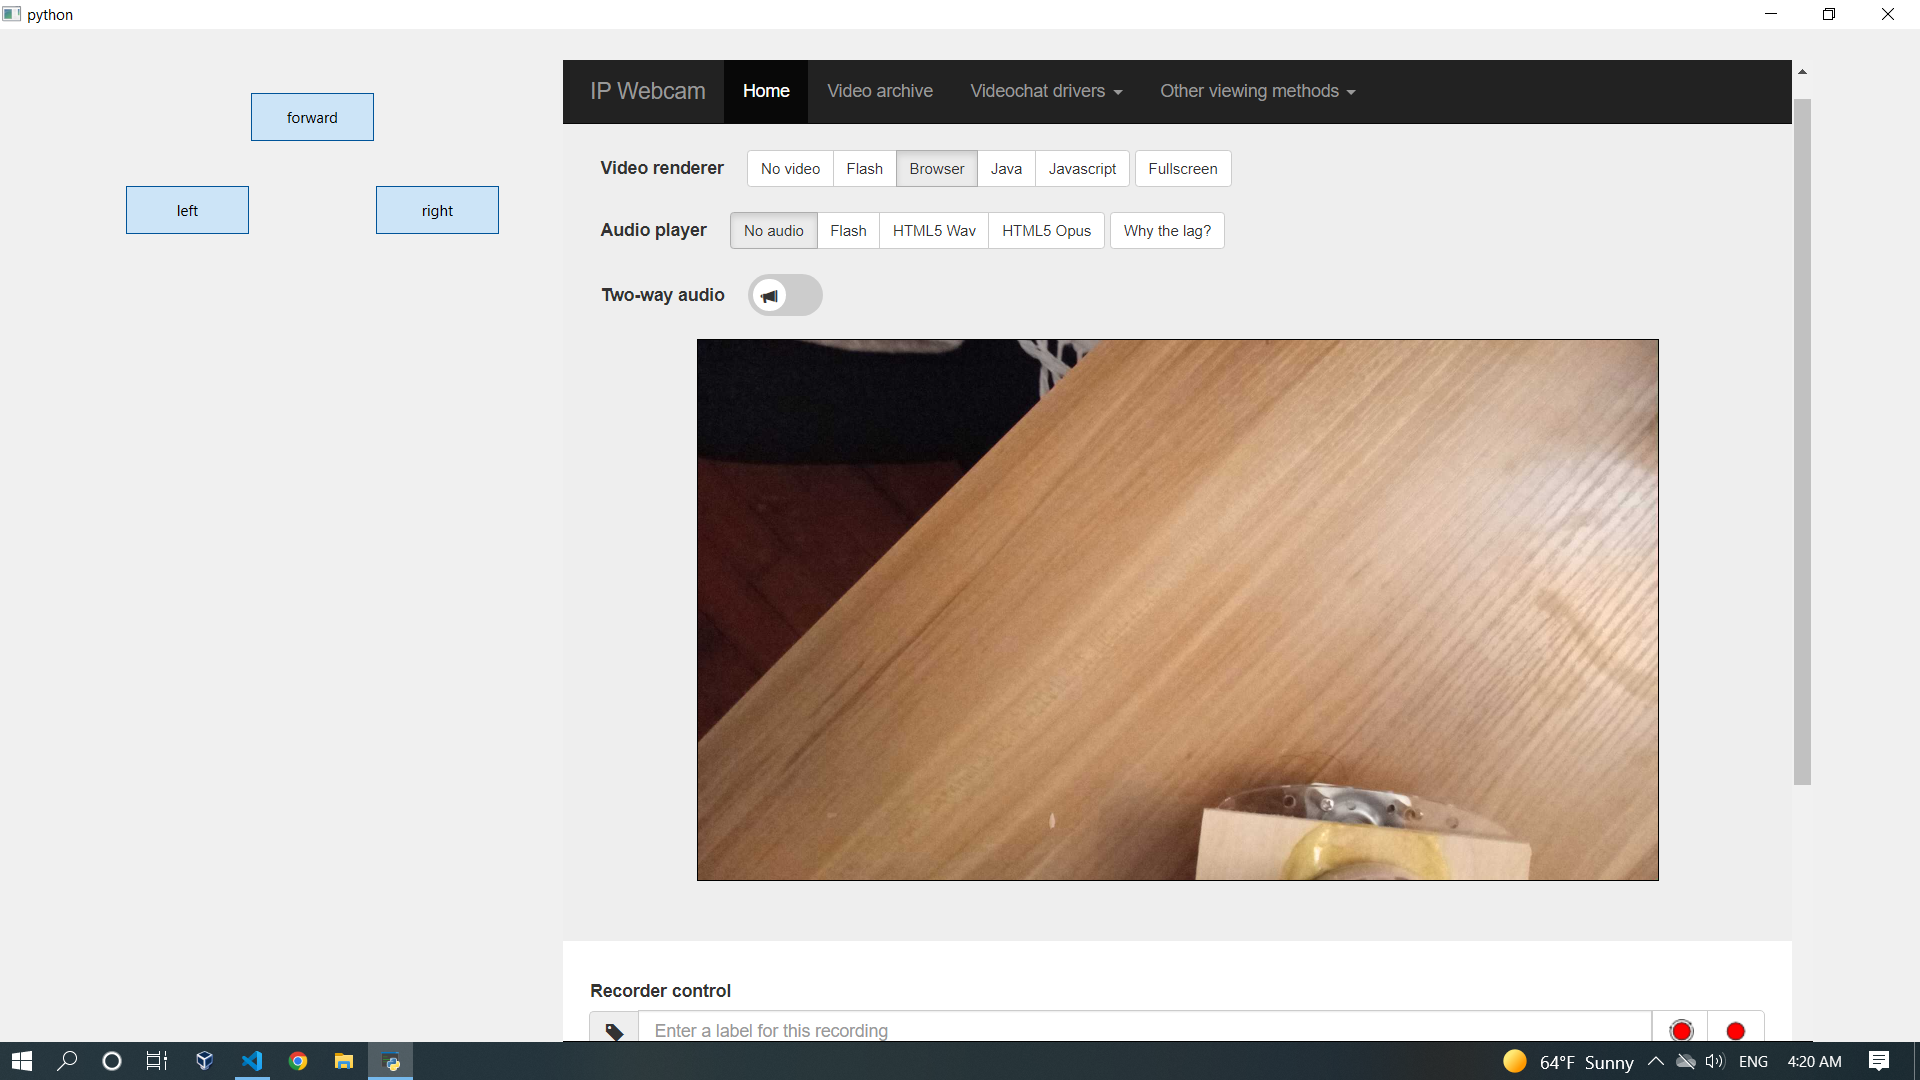 python
forward
left right
IP Webcam Home Video archive Videochat drivers Other viewing methods
Video renderer No video Flash Browser Java Javascript Fullscreen
Audio player No audio Flash HTML5 Wav HTML5 Opus Why the lag?
Two-way audio
Recorder control
Enter a label for this recording
64°F Sunny ENG 4:20 AM